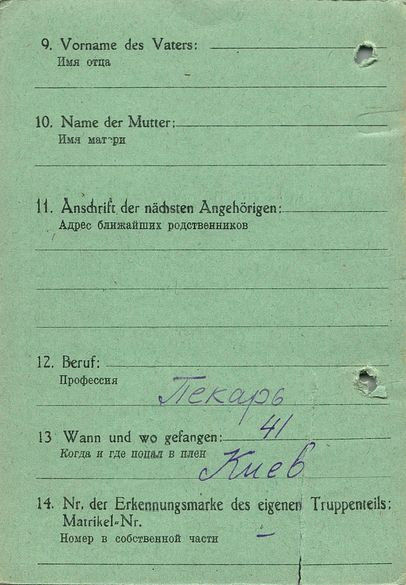 9. Vorname des Vaters:
Имя отца
10. Name der Mutter:
Имя матери
11. Anschrift der nächsten Angehörigen:
Адрес ближайших родственников
12. Beruf:
Профессия
Пекарь
13 Wann und wo gefangen: 41
Когда и где попал в плен
Киев
14. Nr. der Erkennungsmarke des eigenen Truppenteils:
Matrikel-Nr.
Номер в собственной части –